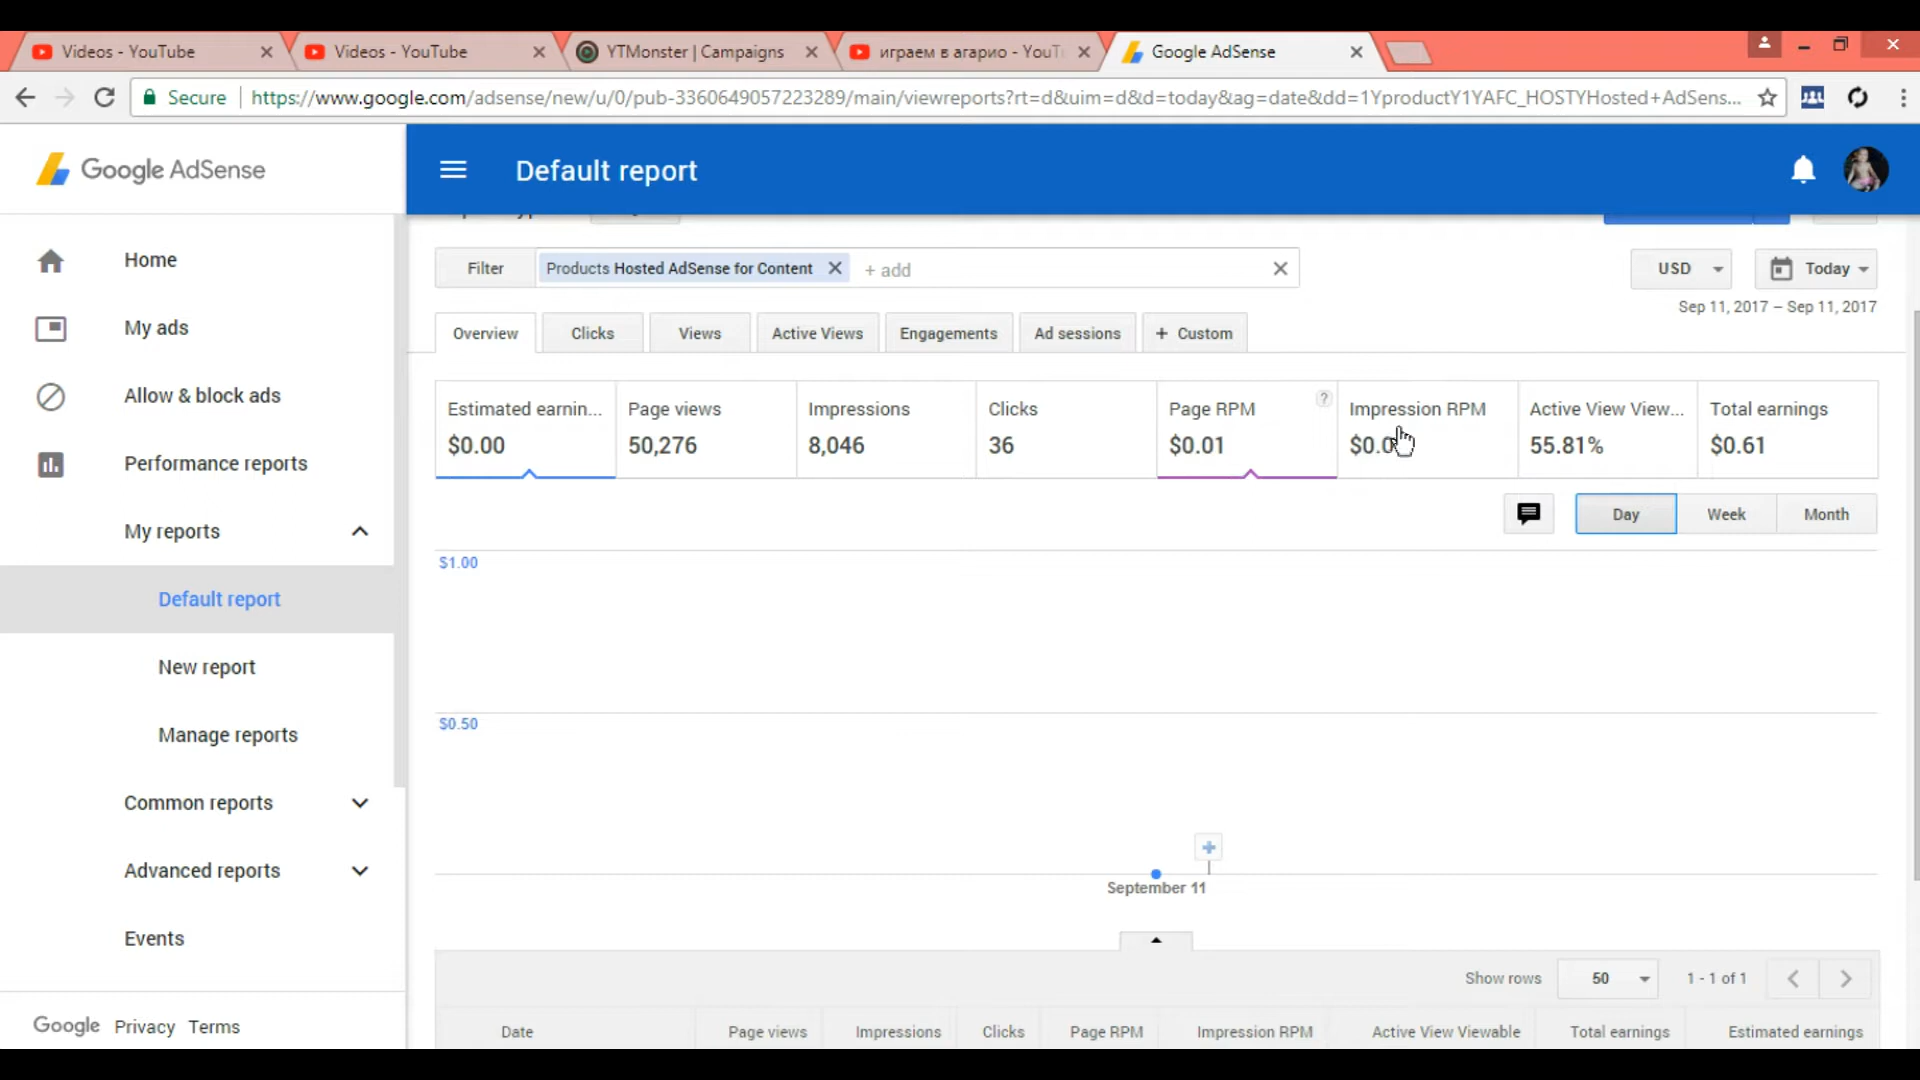 Videos - YouTube
Videos - YouTube
YTMonster | Campaigns
играем в агарио - YouT
Google AdSense
Secure
https://www.google.com/adsense/new/u/0/pub-3360649057223289/main/viewreports?rt=d&uim=d&d=today&ag=date&dd=1YproductY1YAFC_HOSTYHosted+AdSens...
Google AdSense
Default report
Home
My ads
Allow & block ads
Performance reports
My reports
Default report
New report
Manage reports
Common reports
Advanced reports
Events
Google Privacy Terms
Filter
Products Hosted AdSense for Content
+ add
USD
Today
Sep 11, 2017 – Sep 11, 2017
Overview
Clicks
Views
Active Views
Engagements
Ad sessions
+ Custom
Estimated earnin...
$0.00
Page views
50,276
Impressions
8,046
Clicks
36
Page RPM
?
$0.01
Impression RPM
$0.0
Active View View...
55.81%
Total earnings
$0.61
Day
Week
Month
$1.00
$0.50
September 11
Show rows
50
1 - 1 of 1
Date
Page views
Impressions
Clicks
Page RPM
Impression RPM
Active View Viewable
Total earnings
Estimated earnings